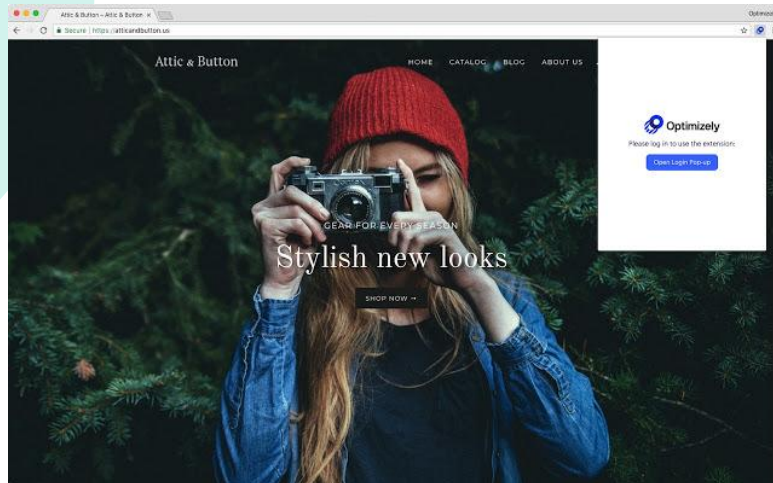 Attic & Button – Attic & Button ×
Optimizely
Secure | https://atticandbutton.us
Attic & Button
HOME CATALOG BLOG ABOUT US
Optimizely
Please log in to use the extension:
Open Login Pop-up
GEAR FOR EVERY SEASON
Stylish new looks
SHOP NOW →